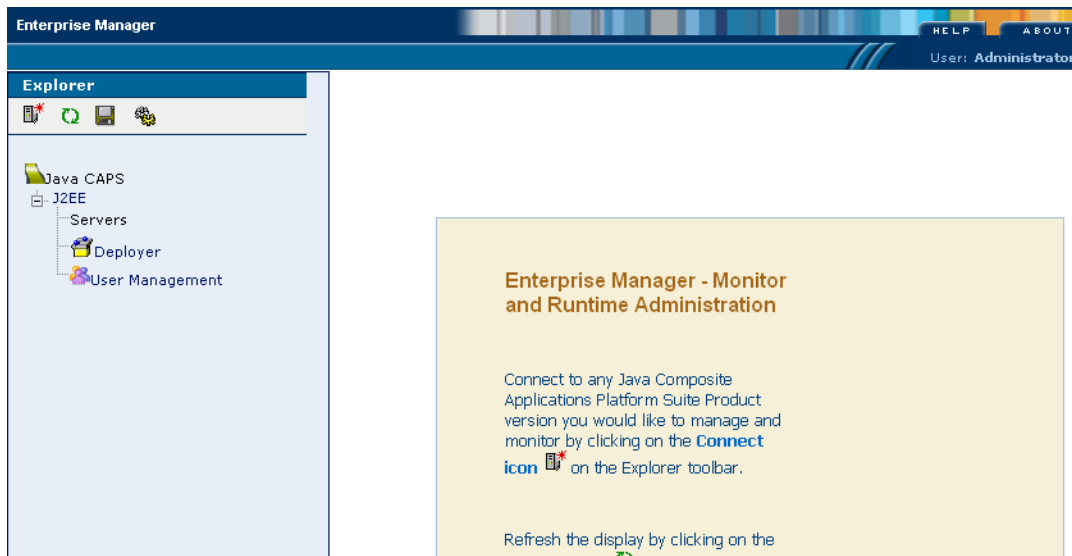 Enterprise Manager
HELP
ABOUT
User: Administrator
Explorer
Java CAPS
J2EE
Servers
Deployer
User Management
Enterprise Manager - Monitor
and Runtime Administration
Connect to any Java Composite
Applications Platform Suite Product
version you would like to manage and
monitor by clicking on the Connect
icon on the Explorer toolbar.
Refresh the display by clicking on the